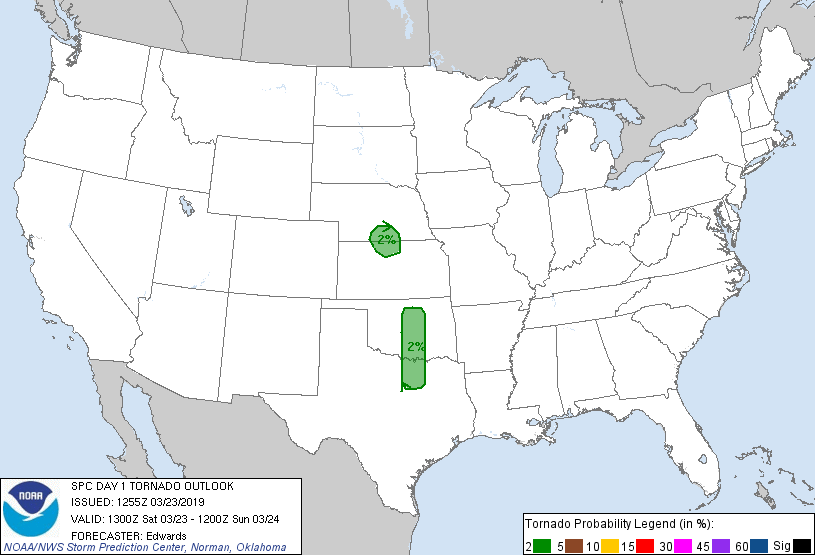 2%
2%
NOAA
SPC DAY 1 TORNADO OUTLOOK
ISSUED: 1255Z 03/23/2019
VALID: 1300Z Sat 03/23 - 1200Z Sun 03/24
FORECASTER: Edwards
NOAA/NWS Storm Prediction Center, Norman, Oklahoma
Tornado Probability Legend (in %):
2 5 10 15 30 45 60 Sig